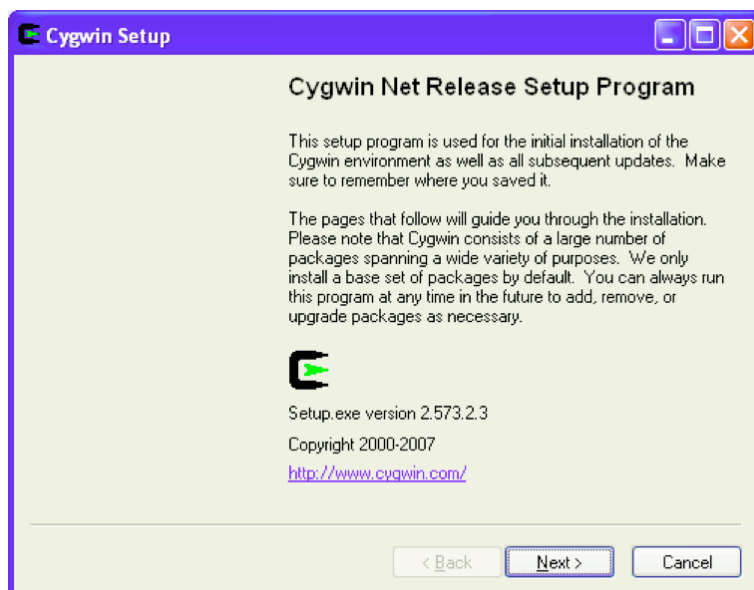 Cygwin Setup
Cygwin Net Release Setup Program
This setup program is used for the initial installation of the
Cygwin environment as well as all subsequent updates.  Make
sure to remember where you saved it.
The pages that follow will guide you through the installation.
Please note that Cygwin consists of a large number of
packages spanning a wide variety of purposes.  We only
install a base set of packages by default.  You can always run
this program at any time in the future to add, remove, or
upgrade packages as necessary.
Setup.exe version 2.573.2.3
Copyright 2000-2007
http://www.cygwin.com/
< Back
Next >
Cancel